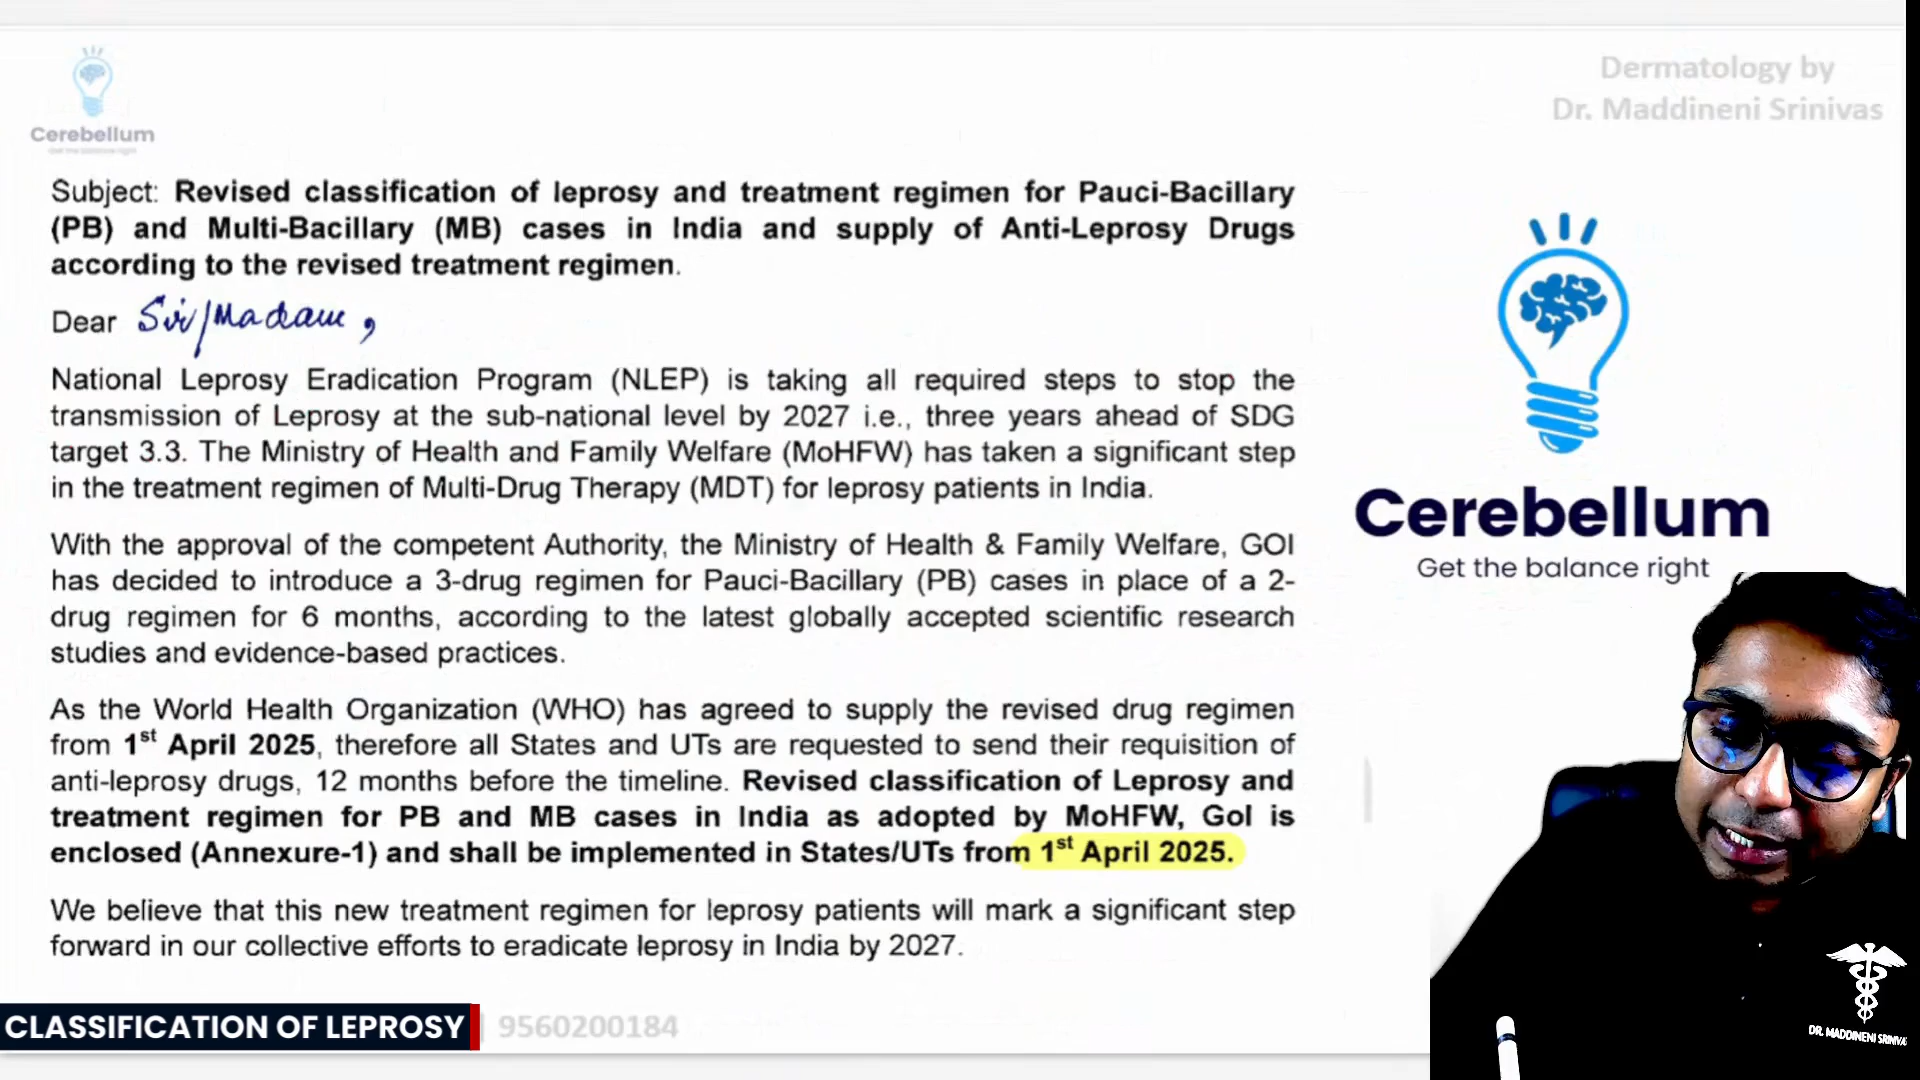 Cerebellum
Get the balance right
Dermatology by
Dr. Maddineni Srinivas
Subject: Revised classification of leprosy and treatment regimen for Pauci-Bacillary
(PB) and Multi-Bacillary (MB) cases in India and supply of Anti-Leprosy Drugs
according to the revised treatment regimen.
Dear Sir/Madam,
National Leprosy Eradication Program (NLEP) is taking all required steps to stop the
transmission of Leprosy at the sub-national level by 2027 i.e., three years ahead of SDG
target 3.3. The Ministry of Health and Family Welfare (MoHFW) has taken a significant step
in the treatment regimen of Multi-Drug Therapy (MDT) for leprosy patients in India.
With the approval of the competent Authority, the Ministry of Health & Family Welfare, GOI
has decided to introduce a 3-drug regimen for Pauci-Bacillary (PB) cases in place of a 2-
drug regimen for 6 months, according to the latest globally accepted scientific research
studies and evidence-based practices.
As the World Health Organization (WHO) has agreed to supply the revised drug regimen
from 1st April 2025, therefore all States and UTs are requested to send their requisition of
anti-leprosy drugs, 12 months before the timeline. Revised classification of Leprosy and
treatment regimen for PB and MB cases in India as adopted by MoHFW, GoI is
enclosed (Annexure-1) and shall be implemented in States/UTs from 1st April 2025.
We believe that this new treatment regimen for leprosy patients will mark a significant step
forward in our collective efforts to eradicate leprosy in India by 2027.
Cerebellum
Get the balance right
DR. MADDINENI SRINIVA
CLASSIFICATION OF LEPROSY
9560200184